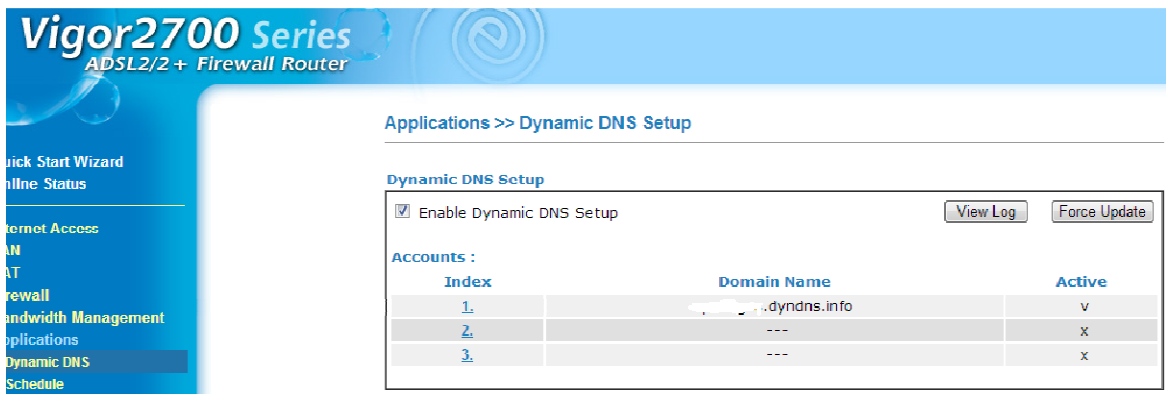 Vigor2700 Series
ADSL2/2+ Firewall Router
Applications >> Dynamic DNS Setup
uick Start Wizard
nline Status
ternet Access
AN
AT
rewall
andwidth Management
pplications
Dynamic DNS
Schedule
Dynamic DNS Setup
Enable Dynamic DNS Setup View Log Force Update
Accounts :
Index Domain Name Active
1. .dyndns.info v
2. --- x
3. --- x